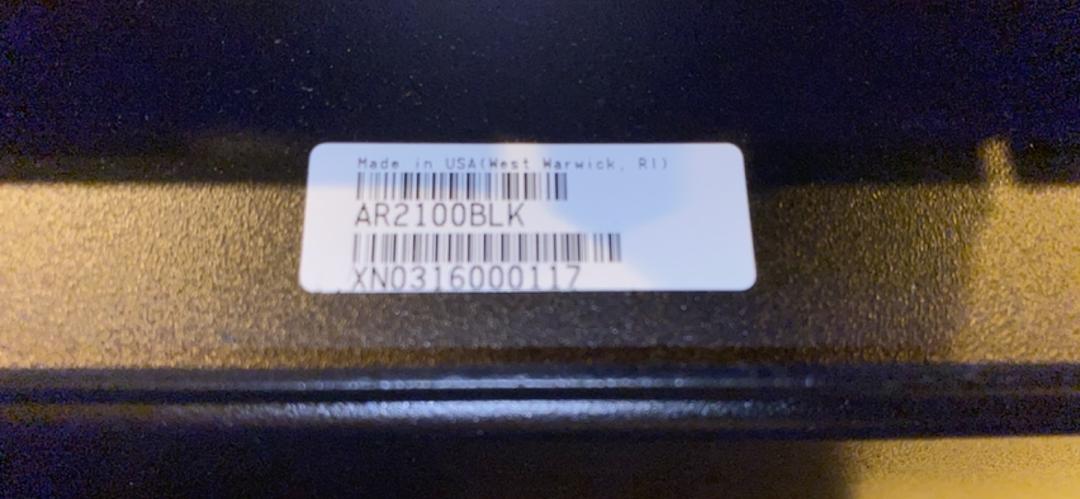 Made in USA(West Warwick, RI)
AR2100BLK
XN0316000117